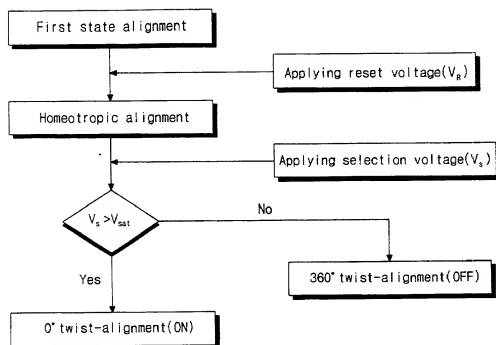 First state alignment
Applying reset voltage(V_R)
Homeotropic alignment
Applying selection voltage(V_s)
V_s >V_sat
No
360° twist-alignment(OFF)
Yes
0° twist-alignment(ON)